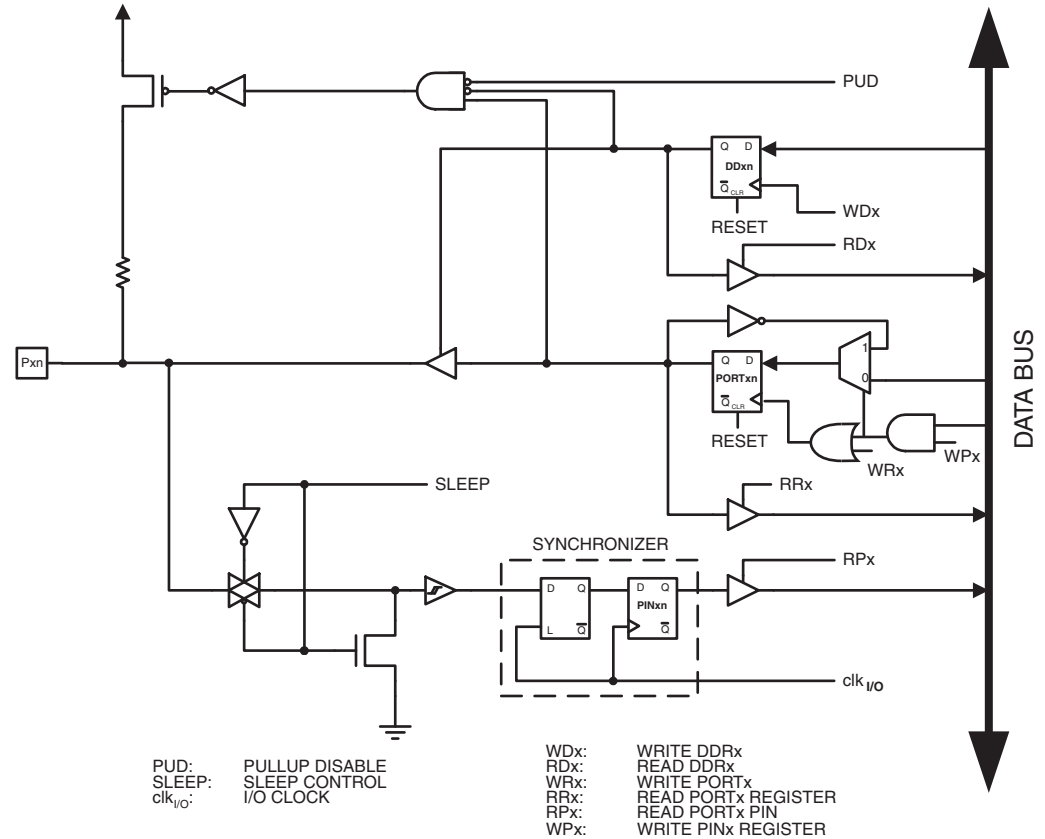 PUD
Q D
DDxn
Q CLR
WDx
RESET
RDx
Pxn
1
Q D
0
PORTxn
Q CLR
RESET
WRx
WPx
DATA BUS
SLEEP
RRx
SYNCHRONIZER
RPx
D Q
L Q
D Q
PINxn
Q
clk I/O
PUD: PULLUP DISABLE
SLEEP: SLEEP CONTROL
clkI/O: I/O CLOCK
WDx: WRITE DDRx
RDx: READ DDRx
WRx: WRITE PORTx
RRx: READ PORTx REGISTER
RPx: READ PORTx PIN
WPx: WRITE PINx REGISTER